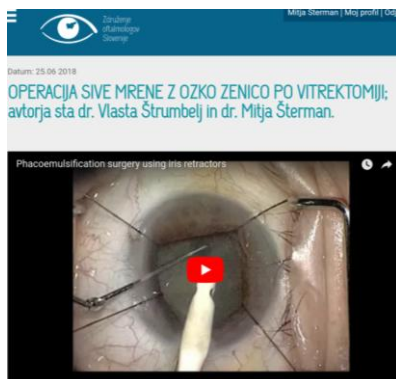 Mitja Šterman | Moj profil | Od
Združenje
oftalmologov
Slovenije
Datum: 25.06 2018
OPERACIJA SIVE MRENE Z OZKO ZENICO PO VITREKTOMIJI;
avtorja sta dr. Vlasta Štrumbelj in dr. Mitja Šterman.
Phacoemulsification surgery using iris retractors